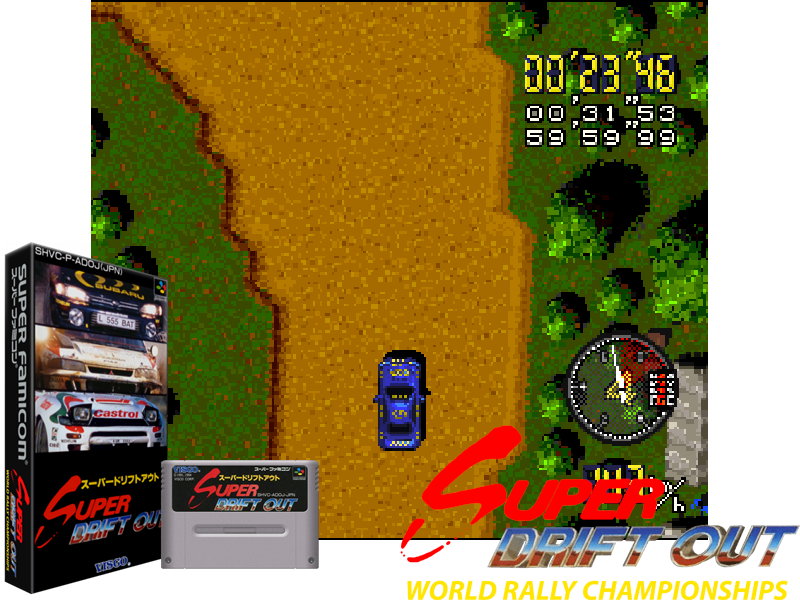 00'23"46
00'31"53
59'59"99
SHVC-P-ADOJ(JPN)
SUBARU
L 555 BAT
Castrol
スーパードリフトアウト
SUPER
DRIFT OUT
VISCO.
SUPER FAMICOM
スーパーファミコン
SUPER
DRIFT OUT
WORLD RALLY CHAMPIONSHIPS
VISCO.
スーパーファミコン
スーパードリフトアウト
SUPER
SHVC-ADOJ-JPN
DRIFT OUT
SUPER
DRIFT OUT
WORLD RALLY CHAMPIONSHIPS